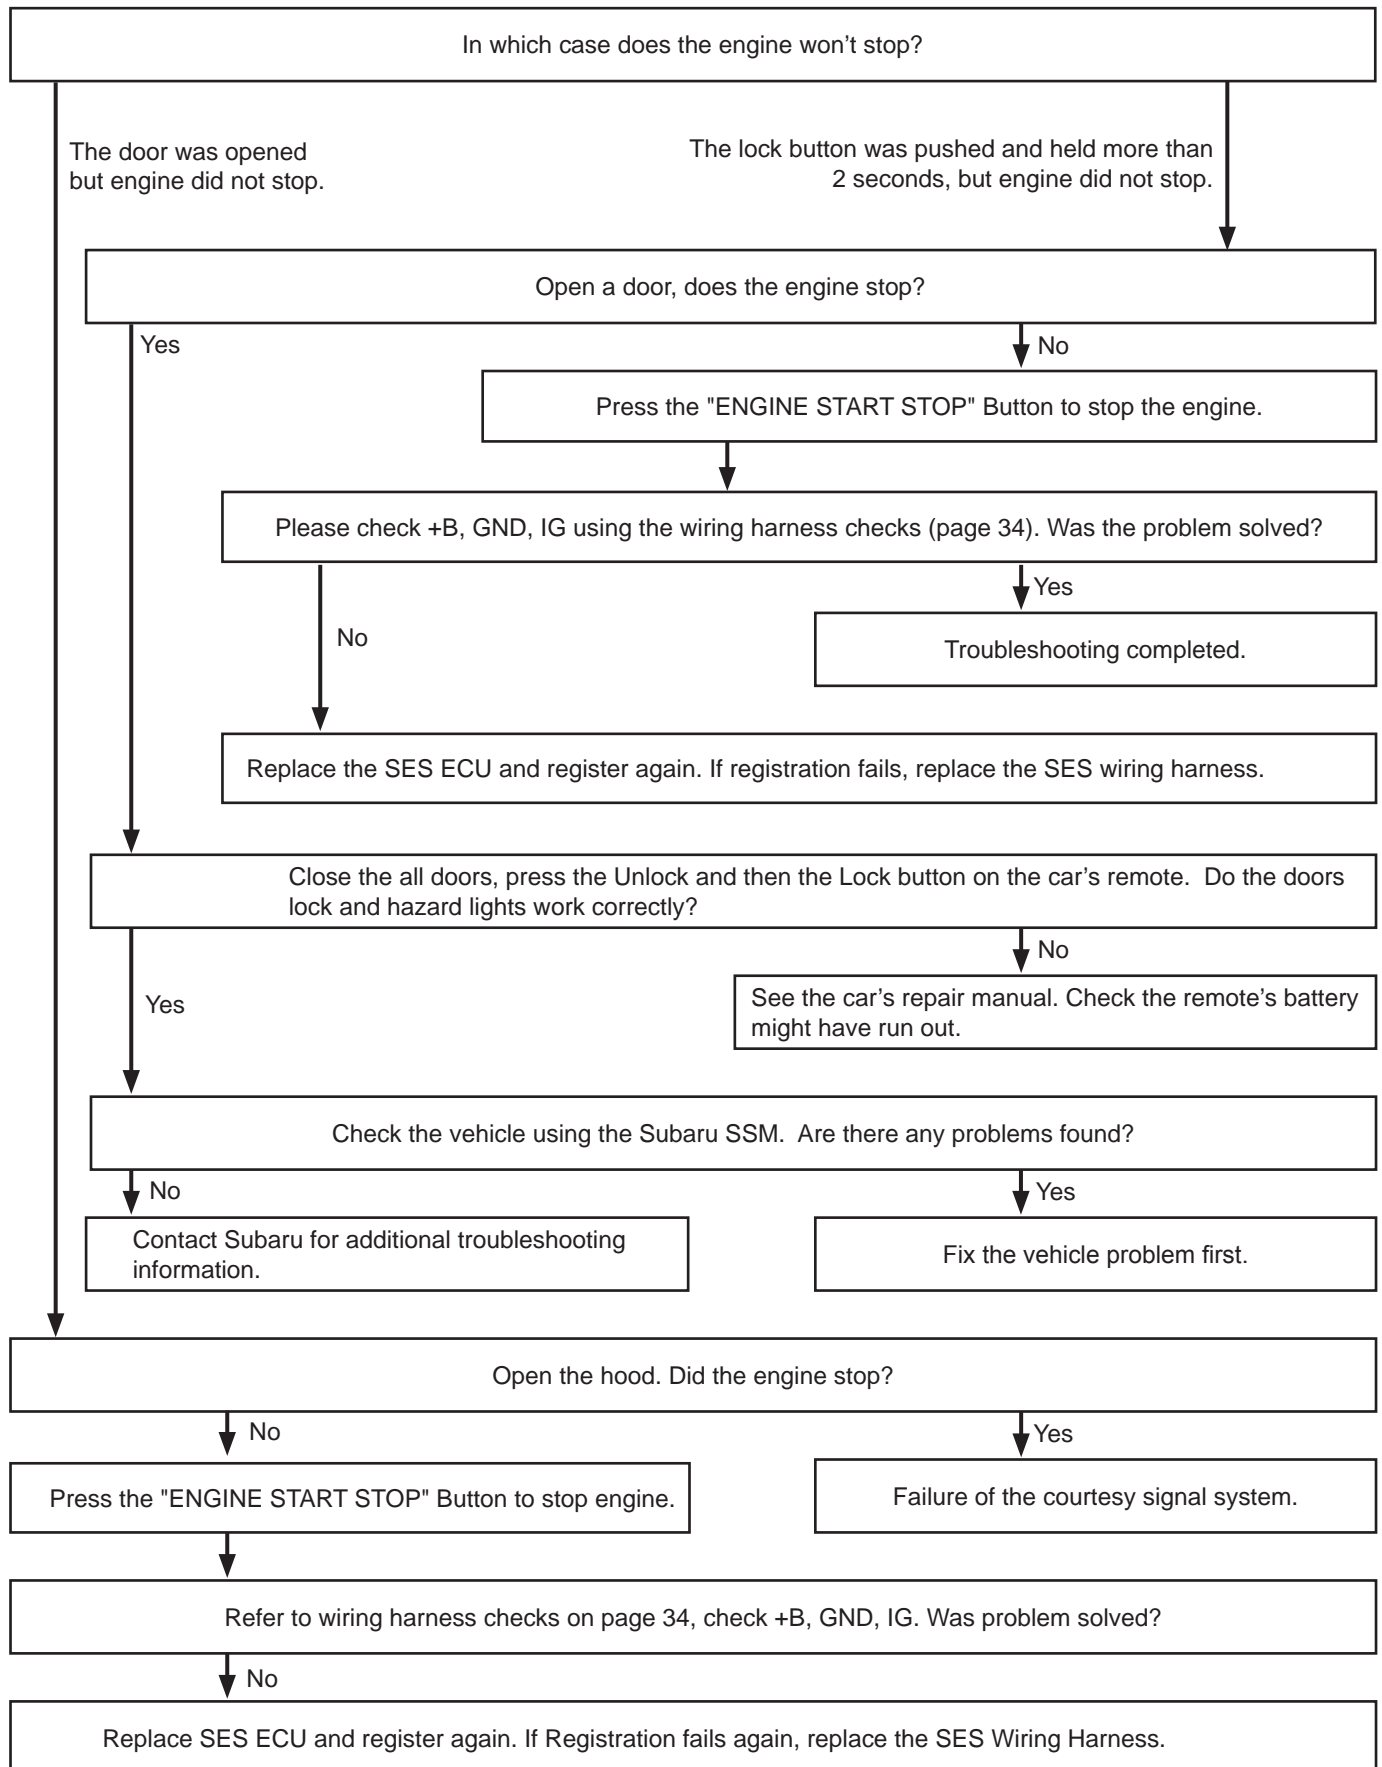 In which case does the engine won't stop?
The door was opened
but engine did not stop.
The lock button was pushed and held more than
2 seconds, but engine did not stop.
Open a door, does the engine stop?
Yes
No
Press the "ENGINE START STOP" Button to stop the engine.
Please check +B, GND, IG using the wiring harness checks (page 34). Was the problem solved?
Yes
No
Troubleshooting completed.
Replace the SES ECU and register again. If registration fails, replace the SES wiring harness.
Close the all doors, press the Unlock and then the Lock button on the car's remote.  Do the doors
lock and hazard lights work correctly?
No
Yes
See the car's repair manual. Check the remote's battery
might have run out.
Check the vehicle using the Subaru SSM.  Are there any problems found?
No
Yes
Contact Subaru for additional troubleshooting
information.
Fix the vehicle problem first.
Open the hood. Did the engine stop?
No
Yes
Press the "ENGINE START STOP" Button to stop engine.
Failure of the courtesy signal system.
Refer to wiring harness checks on page 34, check +B, GND, IG. Was problem solved?
No
Replace SES ECU and register again. If Registration fails again, replace the SES Wiring Harness.